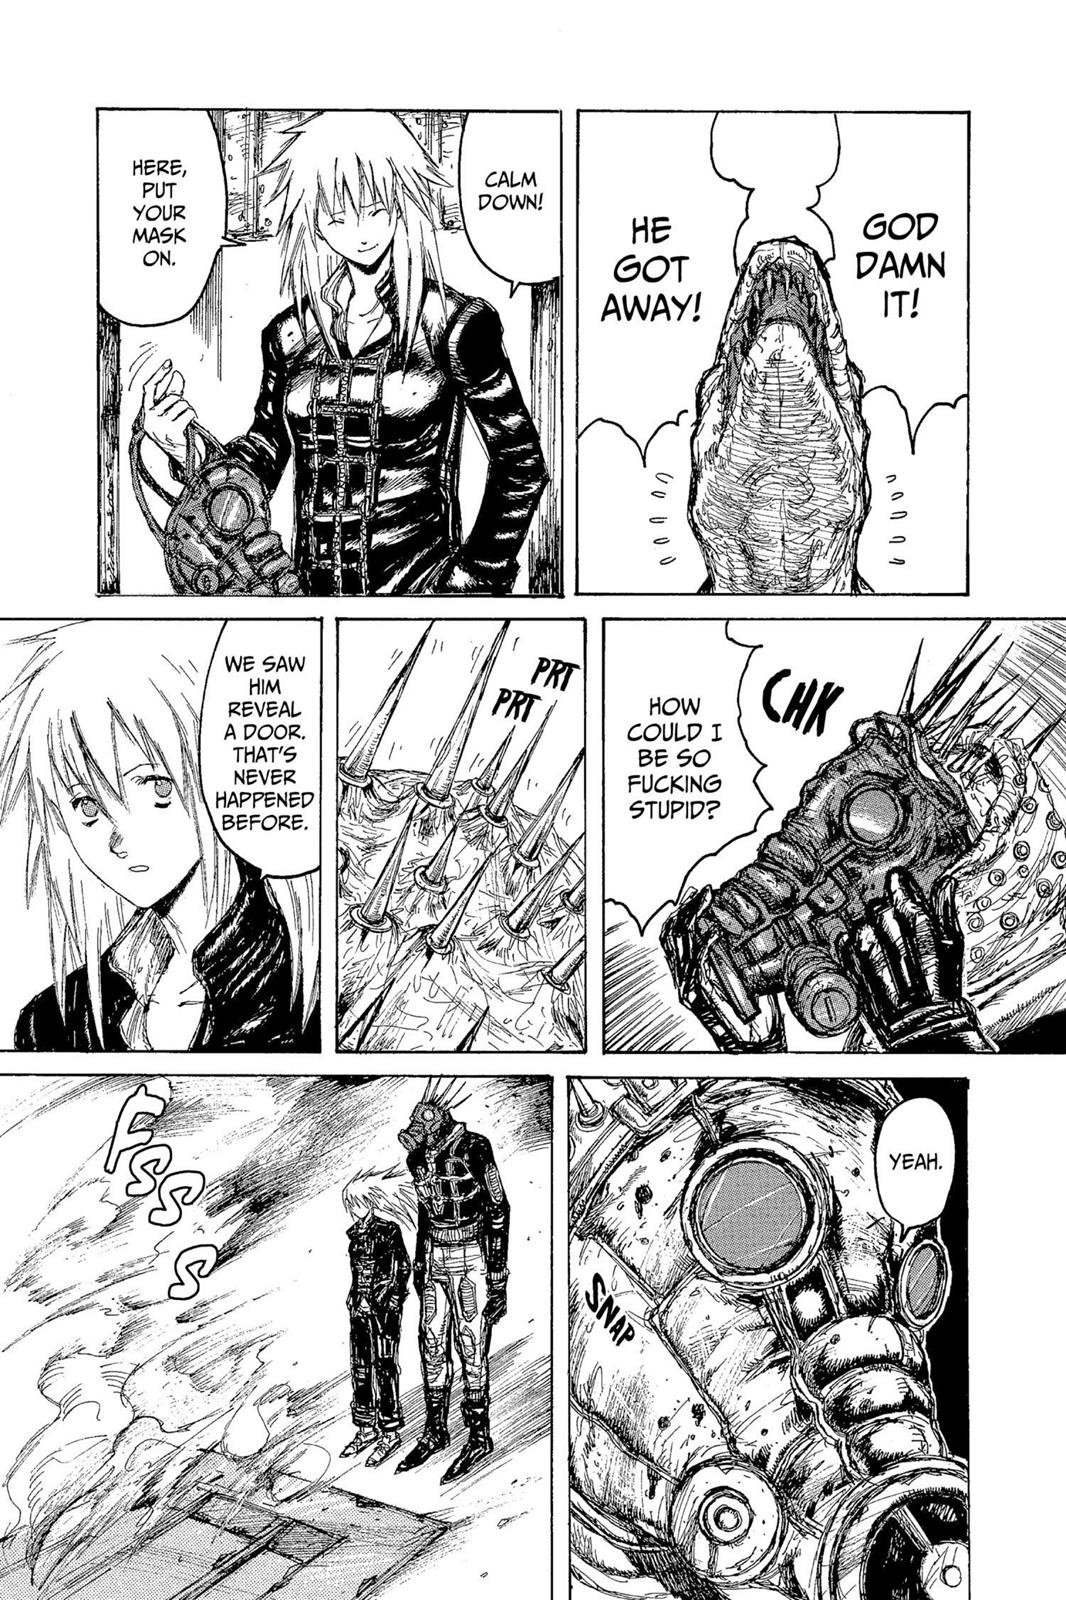 GOD
DAMN
IT!
HE
GOT
AWAY!
CALM
DOWN!
HERE,
PUT
YOUR
MASK
ON.
CHK
HOW
COULD I
BE SO
FUCKING
STUPID?
PRT
PRT
WE SAW
HIM
REVEAL
A DOOR.
THAT'S
NEVER
HAPPENED
BEFORE.
YEAH.
SNAP
FSSS
SS